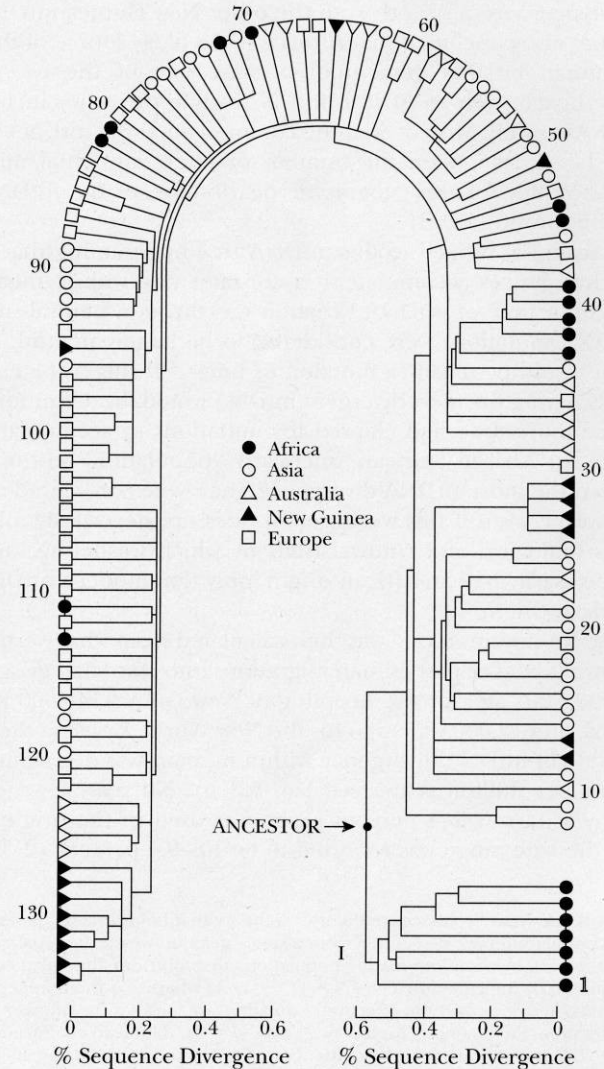 70
60
80
50
90
40
100
Africa
Asia
Australia
New Guinea
Europe
30
110
20
120
10
ANCESTOR
130
I
1
0 0.2 0.4 0.6
0.6 0.4 0.2 0
% Sequence Divergence
% Sequence Divergence